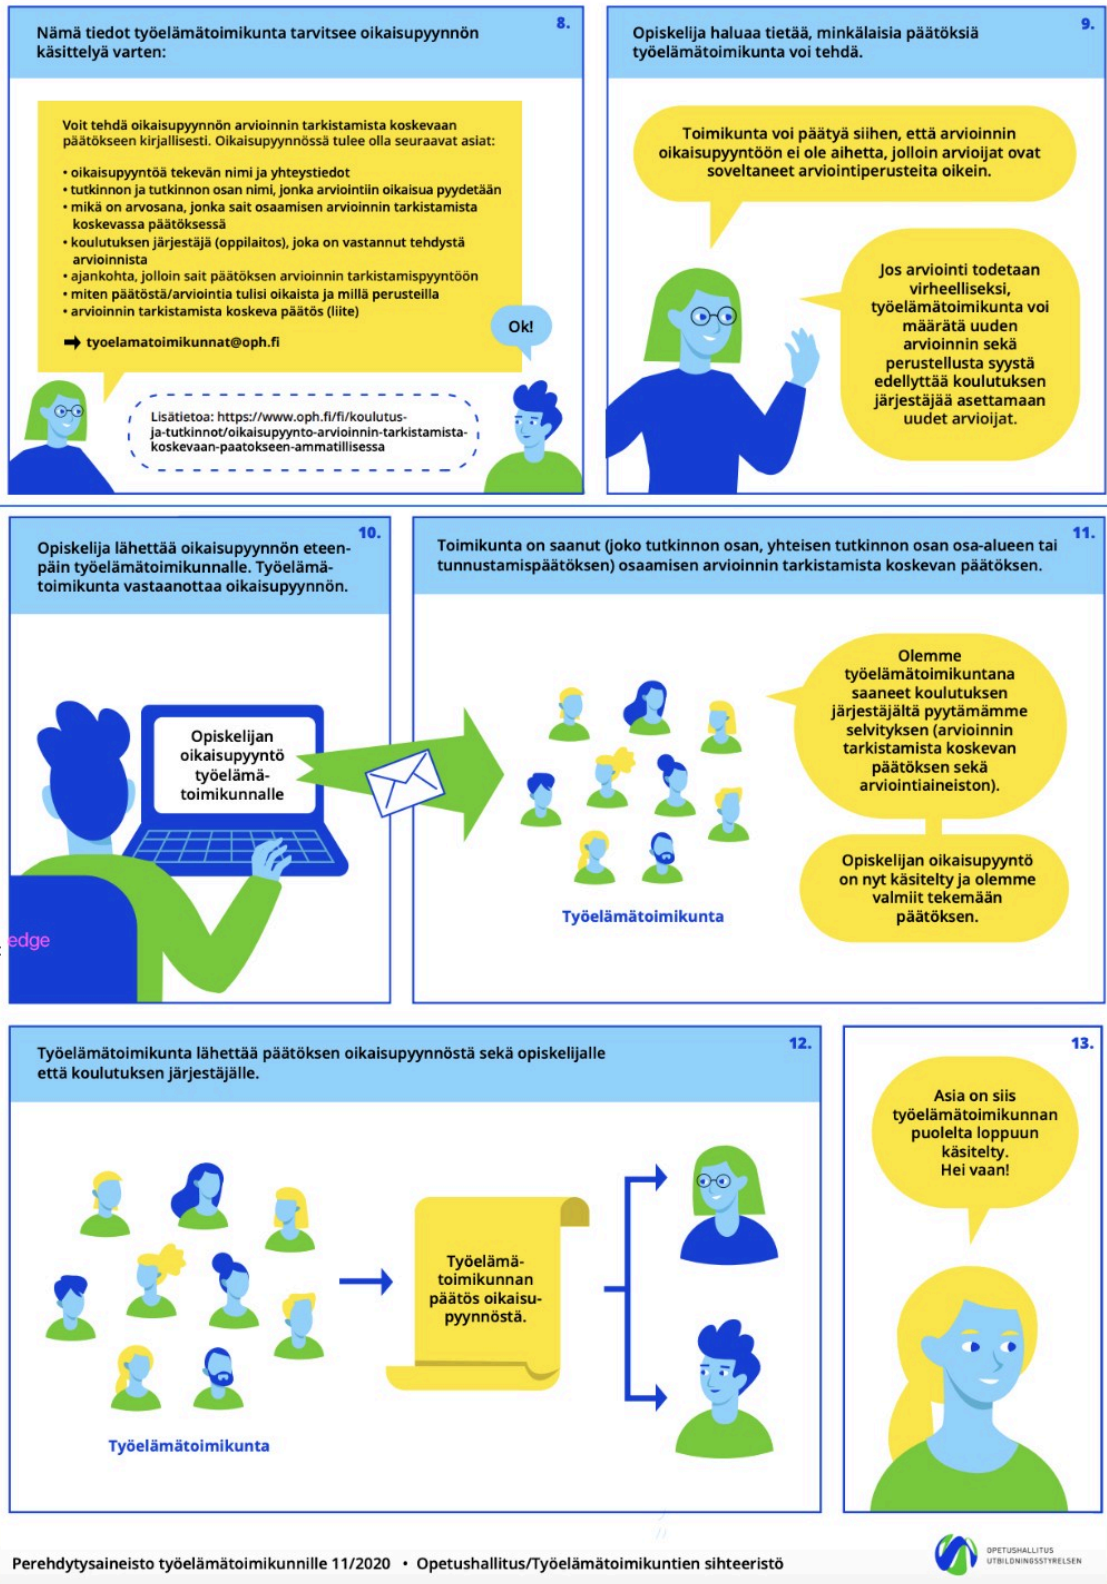 8.
Nämä tiedot työelämätoimikunta tarvitsee oikaisupyynnön
käsittelyä varten:
Voit tehdä oikaisupyynnön arvioinnin tarkistamista koskevaan
päätökseen kirjallisesti. Oikaisupyynnössä tulee olla seuraavat asiat:
• oikaisupyyntöä tekevän nimi ja yhteystiedot
• tutkinnon ja tutkinnon osan nimi, jonka arviointiin oikaisua pyydetään
• mikä on arvosana, jonka sait osaamisen arvioinnin tarkistamista
koskevassa päätöksessä
• koulutuksen järjestäjä (oppilaitos), joka on vastannut tehdystä
arvioinnista
• ajankohta, jolloin sait päätöksen arvioinnin tarkistamispyyntöön
• miten päätöstä/arviointia tulisi oikaista ja millä perusteilla
• arvioinnin tarkistamista koskeva päätös (liite)
➡ tyoelamatoimikunnat@oph.fi
Ok!
Lisätietoa: https://www.oph.fi/fi/koulutus-
ja-tutkinnot/oikaisupyynto-arvioinnin-tarkistamista-
koskevaan-paatokseen-ammatillisessa
9.
Opiskelija haluaa tietää, minkälaisia päätöksiä
työelämätoimikunta voi tehdä.
Toimikunta voi päätyä siihen, että arvioinnin
oikaisupyyntöön ei ole aihetta, jolloin arvioijat ovat
soveltaneet arviointiperusteita oikein.
Jos arviointi todetaan
virheelliseksi,
työelämätoimikunta voi
määrätä uuden
arvioinnin sekä
perustellusta syystä
edellyttää koulutuksen
järjestäjää asettamaan
uudet arvioijat.
10.
Opiskelija lähettää oikaisupyynnön eteen-
päin työelämätoimikunnalle. Työelämä-
toimikunta vastaanottaa oikaisupyynnön.
Opiskelijan
oikaisupyyntö
työelämä-
toimikunnalle
edge
11.
Toimikunta on saanut (joko tutkinnon osan, yhteisen tutkinnon osan osa-alueen tai
tunnustamispäätöksen) osaamisen arvioinnin tarkistamista koskevan päätöksen.
Olemme
työelämätoimikuntana
saaneet koulutuksen
järjestäjältä pyytämämme
selvityksen (arvioinnin
tarkistamista koskevan
päätöksen sekä
arviointiaineiston).
Opiskelijan oikaisupyyntö
on nyt käsitelty ja olemme
valmiit tekemään
päätöksen.
Työelämätoimikunta
12.
Työelämätoimikunta lähettää päätöksen oikaisupyynnöstä sekä opiskelijalle
että koulutuksen järjestäjälle.
Työelämä-
toimikunnan
päätös oikaisu-
pyynnöstä.
Työelämätoimikunta
13.
Asia on siis
työelämätoimikunnan
puolelta loppuun
käsitelty.
Hei vaan!
Perehdytysaineisto työelämätoimikunnille 11/2020 • Opetushallitus/Työelämätoimikuntien sihteeristö
OPETUSHALLITUS
UTBILDNINGSSTYRELSEN